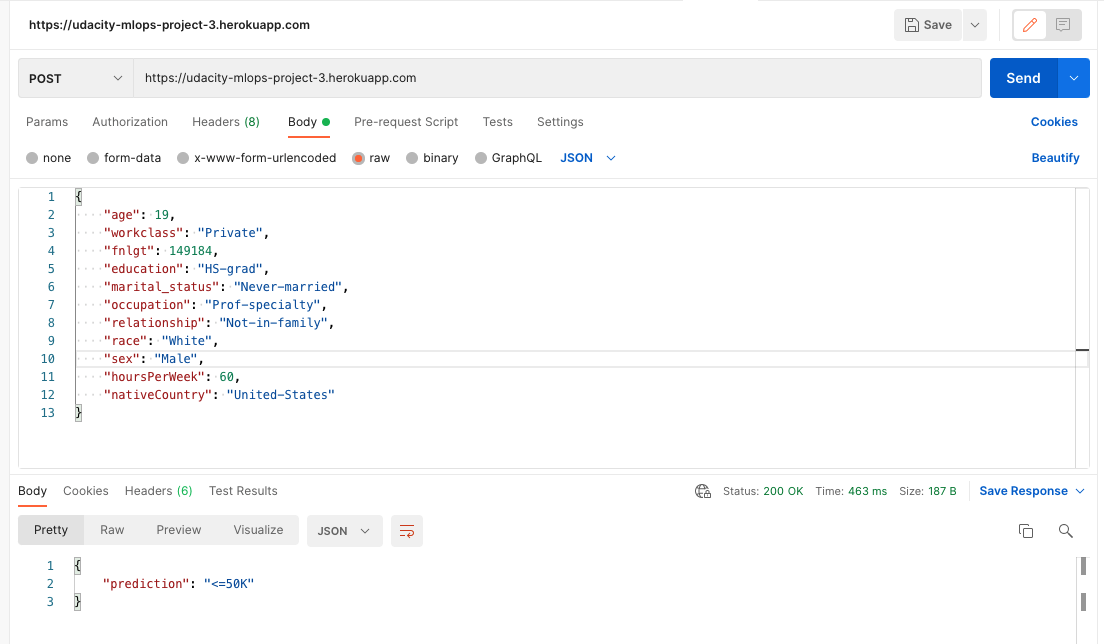 https://udacity-mlops-project-3.herokuapp.com Save
POST https://udacity-mlops-project-3.herokuapp.com Send
Params Authorization Headers (8) Body Pre-request Script Tests Settings Cookies
none form-data x-www-form-urlencoded raw binary GraphQL JSON Beautify
1 {
2 "age": 19,
3 "workclass": "Private",
4 "fnlgt": 149184,
5 "education": "HS-grad",
6 "marital_status": "Never-married",
7 "occupation": "Prof-specialty",
8 "relationship": "Not-in-family",
9 "race": "White",
10 "sex": "Male",
11 "hoursPerWeek": 60,
12 "nativeCountry": "United-States"
13 }
Body Cookies Headers (6) Test Results Status: 200 OK Time: 463 ms Size: 187 B Save Response
Pretty Raw Preview Visualize JSON
1 {
2 "prediction": "<=50K"
3 }